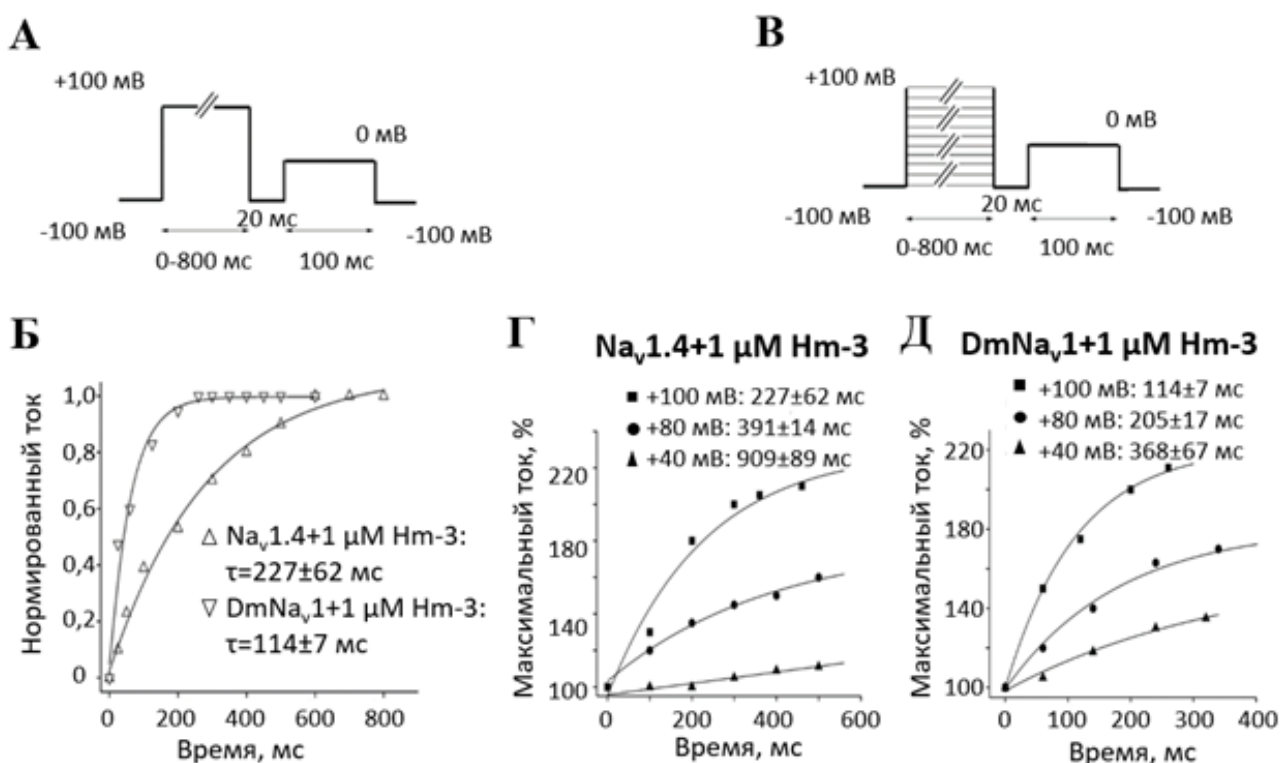 А
+100 мВ
0 мВ
-100 мВ
20 мс
-100 мВ
0-800 мс
100 мс
В
+100 мВ
0 мВ
-100 мВ
20 мс
-100 мВ
0-800 мс
100 мс
Б
Нормированный ток
1,0
0,8
0,6
0,4
0,2
0
Nav1.4+1 µM Hm-3:
τ=227±62 мс
DmNav1+1 µM Hm-3:
τ=114±7 мс
0
200
400
600
800
Время, мс
Г
Nav1.4+1 µM Hm-3
+100 мВ: 227±62 мс
+80 мВ: 391±14 мс
+40 мВ: 909±89 мс
Максимальный ток, %
220
180
140
100
0
200
400
600
Время, мс
Д
DmNav1+1 µM Hm-3
+100 мВ: 114±7 мс
+80 мВ: 205±17 мс
+40 мВ: 368±67 мс
Максимальный ток, %
220
180
140
100
0
100
200
300
400
Время, мс